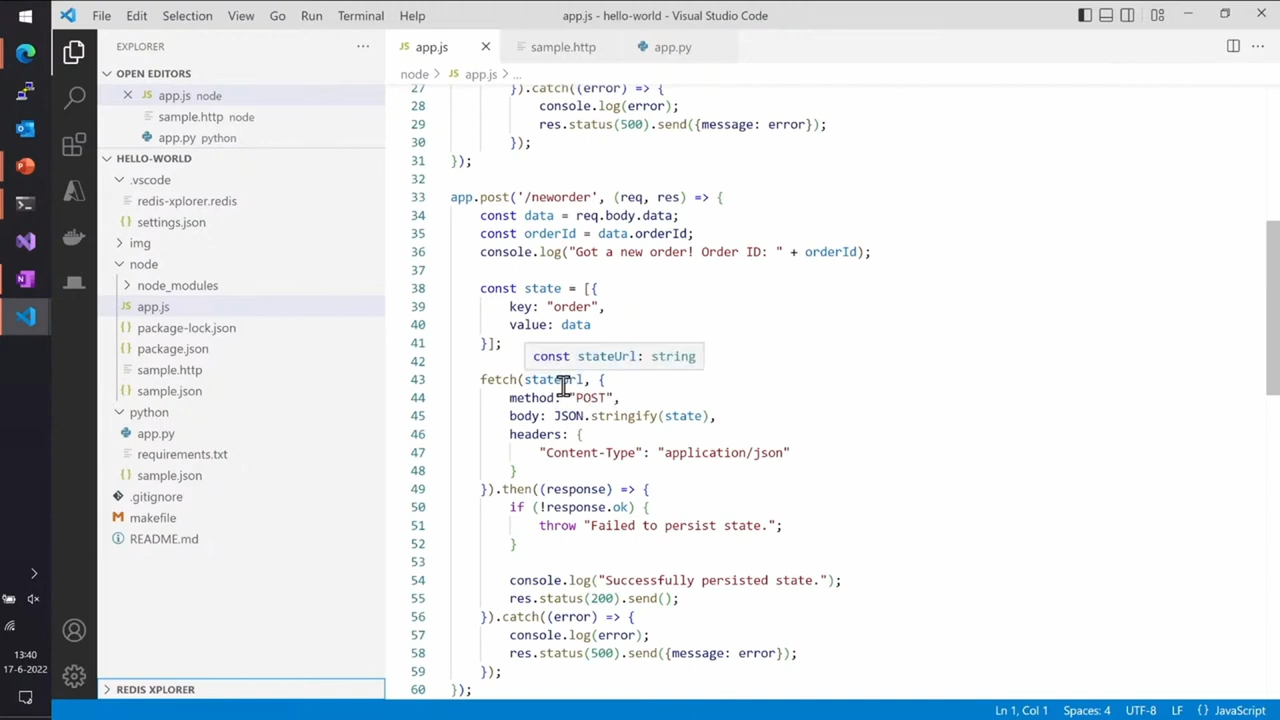 File Edit Selection View Go Run Terminal Help app.js - hello-world - Visual Studio Code
EXPLORER
OPEN EDITORS
app.js node
sample.http node
app.py python
HELLO-WORLD
.vscode
redis-xplorer.redis
settings.json
img
node
node_modules
app.js
package-lock.json
package.json
sample.http
sample.json
python
app.py
requirements.txt
sample.json
.gitignore
makefile
README.md
REDIS XPLORER
app.js sample.http app.py
node > app.js > ...
27 }).catch((error) => {
28 console.log(error);
29 res.status(500).send({message: error});
30 });
31 });
32
33 app.post('/neworder', (req, res) => {
34 const data = req.body.data;
35 const orderId = data.orderId;
36 console.log("Got a new order! Order ID: " + orderId);
37
38 const state = [{
39 key: "order",
40 value: data
41 }];
const stateUrl: string
42
43 fetch(stateUrl, {
44 method: "POST",
45 body: JSON.stringify(state),
46 headers: {
47 "Content-Type": "application/json"
48 }
49 }).then((response) => {
50 if (!response.ok) {
51 throw "Failed to persist state.";
52 }
53
54 console.log("Successfully persisted state.");
55 res.status(200).send();
56 }).catch((error) => {
57 console.log(error);
58 res.status(500).send({message: error});
59 });
60 });
13:40
17-6-2022
Ln 1, Col 1 Spaces: 4 UTF-8 LF {} JavaScript